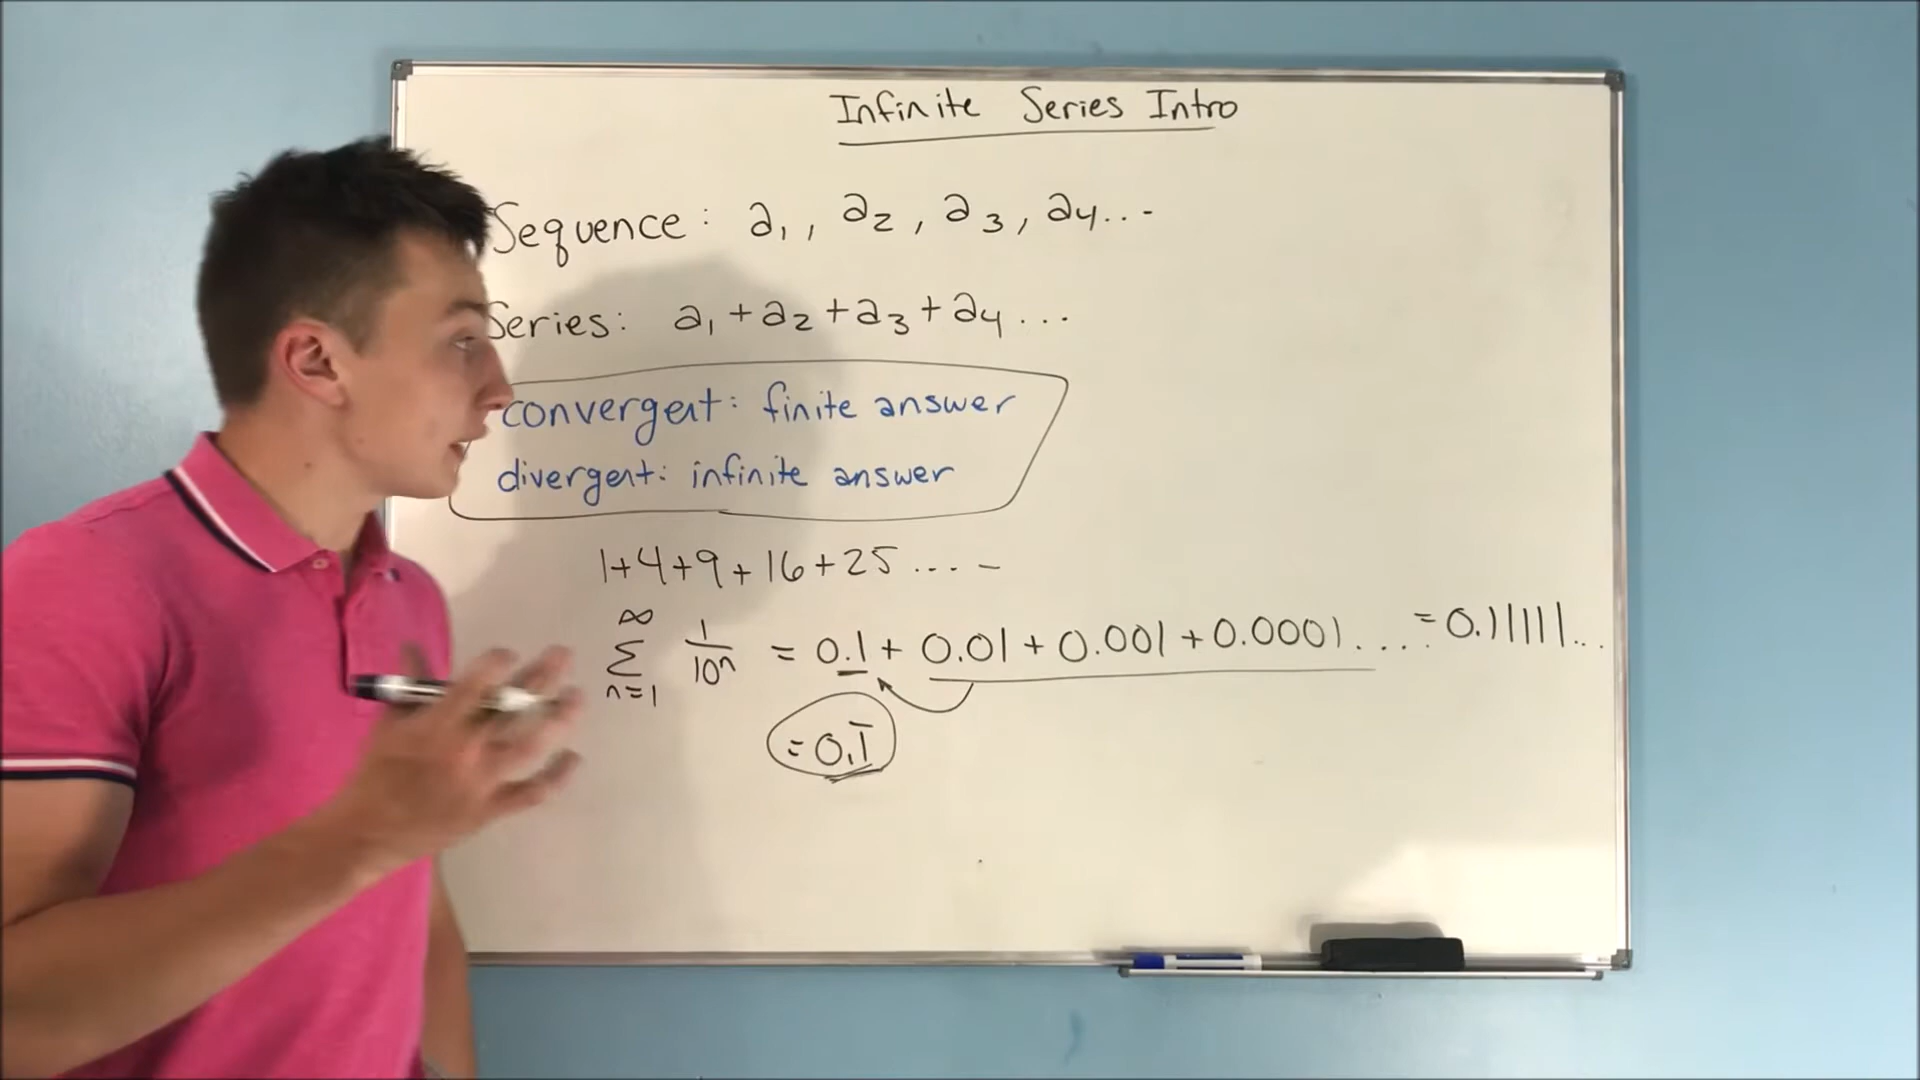 Infinite Series Intro
Sequence: a₁, a₂, a₃, a₄...
Series: a₁+a₂+a₃+a₄...
convergent: finite answer
divergent: infinite answer
1+4+9+16+25.....
∞
Σ 1/10ⁿ = 0.1+0.01+0.001+0.0001.... = 0.11111...
n=1
=0.1̅